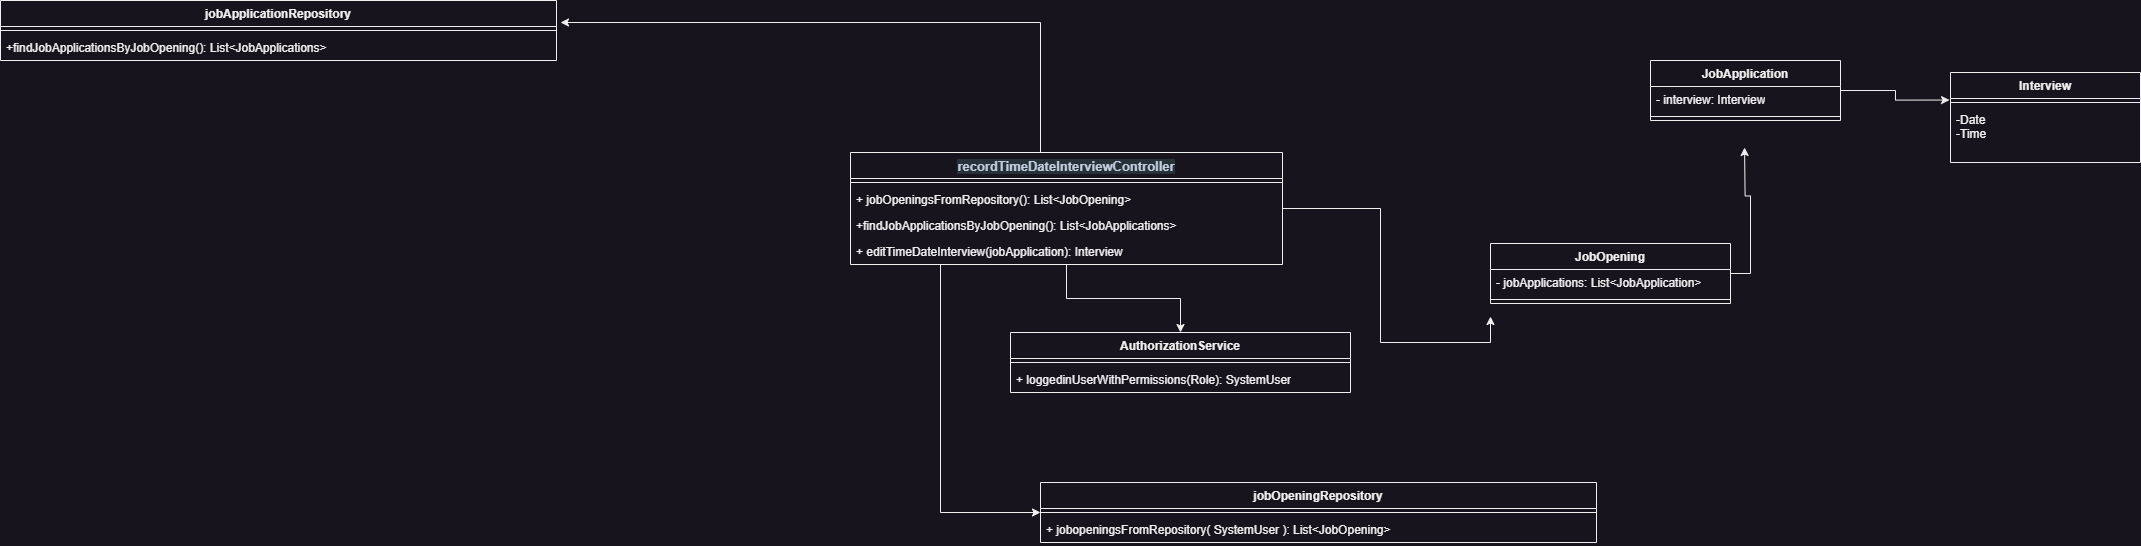 jobApplicationRepository
+findJobApplicationsByJobOpening(): List<JobApplications>
JobApplication
- interview: Interview
Interview
-Date
-Time
recordTimeDateInterviewController
+ jobOpeningsFromRepository(): List<JobOpening>
+findJobApplicationsByJobOpening(): List<JobApplications>
+ editTimeDateInterview(jobApplication): Interview
JobOpening
- jobApplications: List<JobApplication>
AuthorizationService
+ loggedinUserWithPermissions(Role): SystemUser
jobOpeningRepository
+ jobopeningsFromRepository( SystemUser ): List<JobOpening>